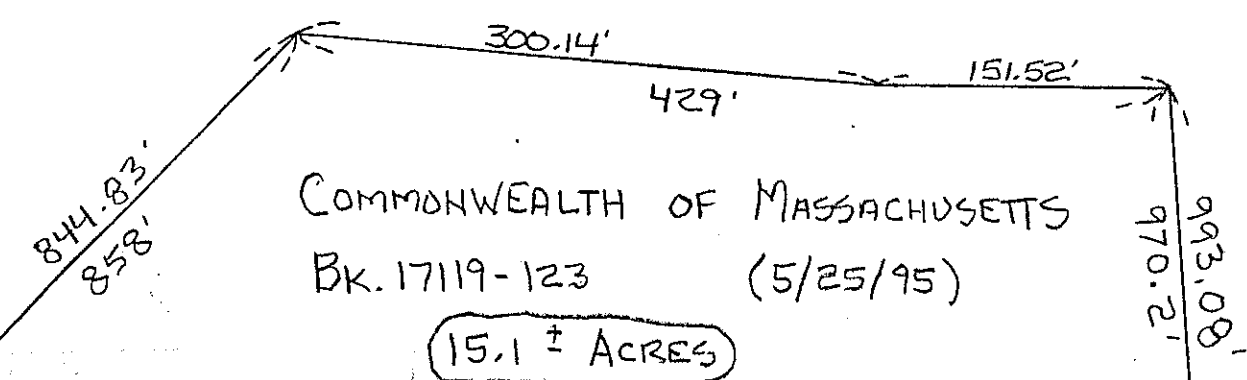 300.14'
151.52'
429'
844.83'
858'
COMMONWEALTH OF MASSACHUSETTS
BK. 17119-123 (5/25/95)
15.1 ± ACRES
993.08'
970.2'